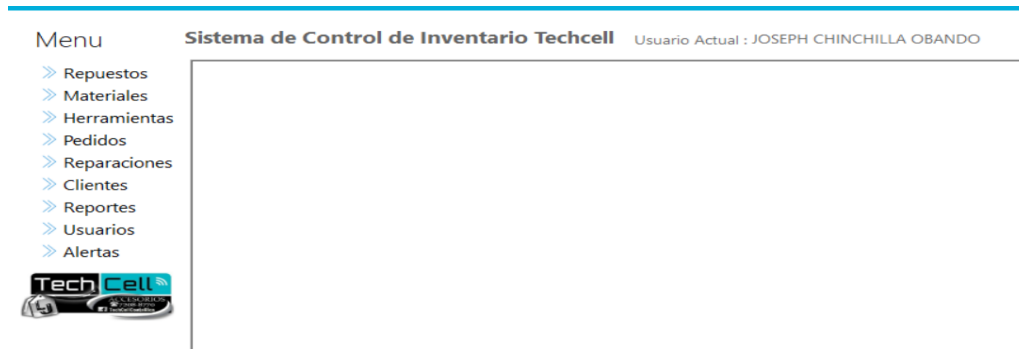 Menu
Sistema de Control de Inventario Techcell Usuario Actual : JOSEPH CHINCHILLA OBANDO
Repuestos
Materiales
Herramientas
Pedidos
Reparaciones
Clientes
Reportes
Usuarios
Alertas
Tech Cell
ACCESORIOS